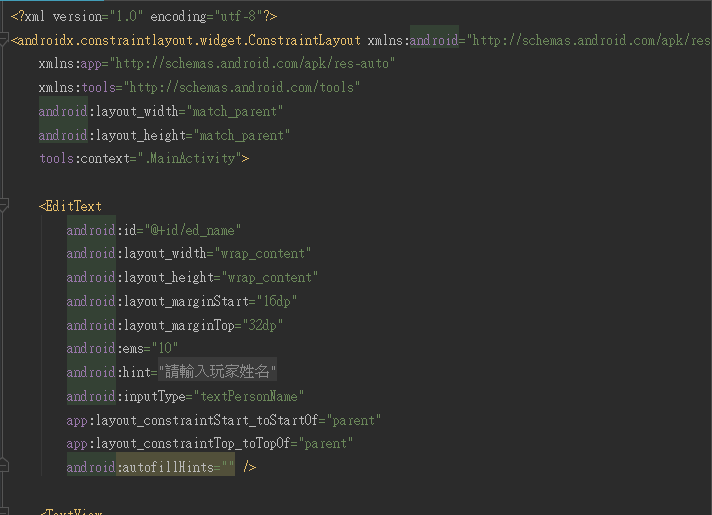 <?xml version="1.0" encoding="utf-8"?>
<androidx.constraintlayout.widget.ConstraintLayout xmlns:android="http://schemas.android.com/apk/res
xmlns:app="http://schemas.android.com/apk/res-auto"
xmlns:tools="http://schemas.android.com/tools"
android:layout_width="match_parent"
android:layout_height="match_parent"
tools:context=".MainActivity">
<EditText
android:id="@+id/ed_name"
android:layout_width="wrap_content"
android:layout_height="wrap_content"
android:layout_marginStart="16dp"
android:layout_marginTop="32dp"
android:ems="10"
android:hint="請輸入玩家姓名"
android:inputType="textPersonName"
app:layout_constraintStart_toStartOf="parent"
app:layout_constraintTop_toTopOf="parent"
android:autofillHints="" />
<TextView